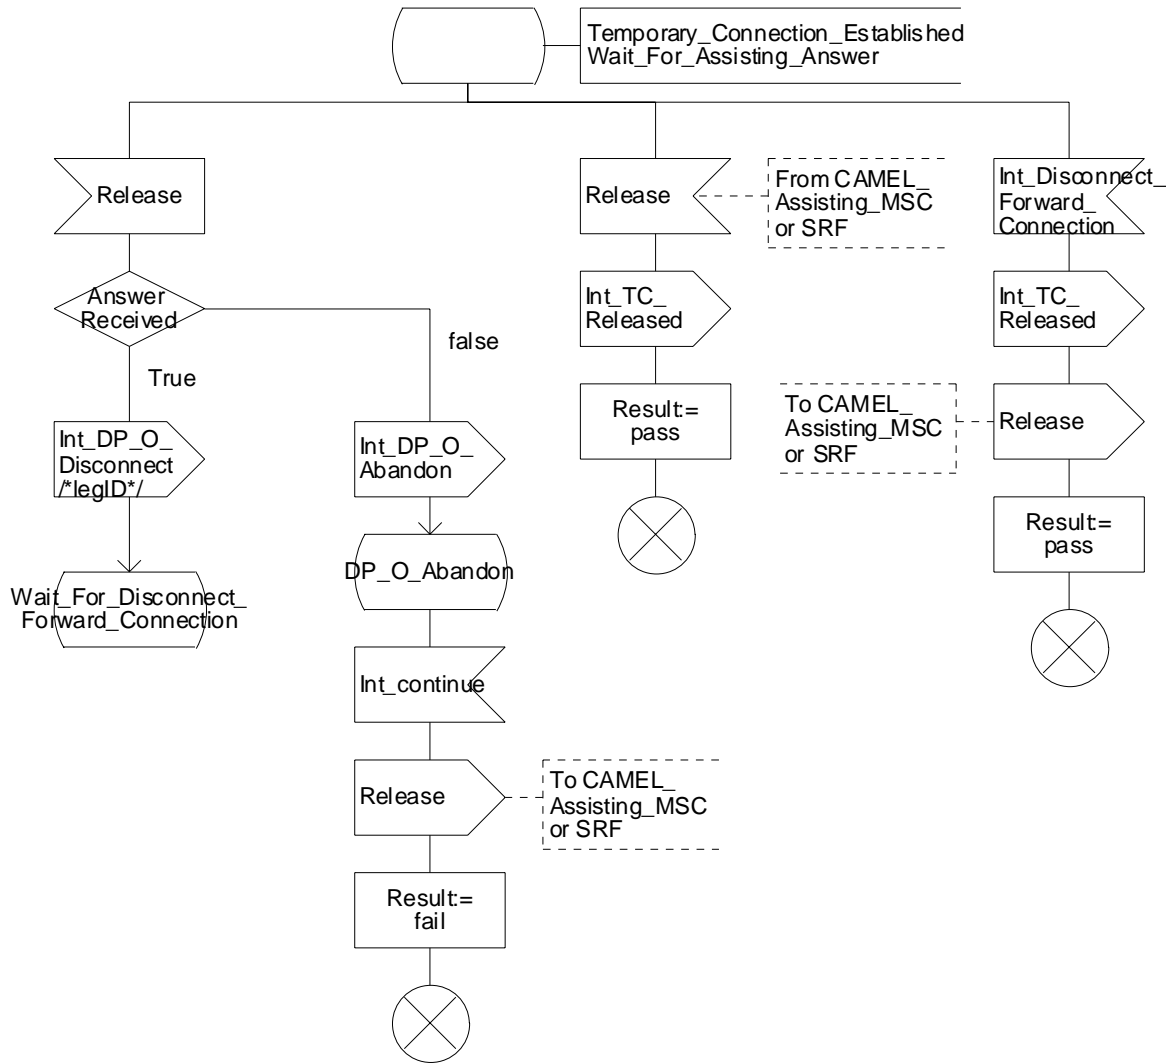 Temporary_Connection_Established
Wait_For_Assisting_Answer
Release
Release
From CAMEL_
Assisting_MSC
or SRF
Int_Disconnect_
Forward_
Connection
Answer
Received
false
True
Int_TC_
Released
Int_TC_
Released
Int_DP_O_
Disconnect
/*legID*/
Int_DP_O_
Abandon
Result:=
pass
To CAMEL_
Assisting_MSC
or SRF
Release
Wait_For_Disconnect_
Forward_Connection
DP_O_Abandon
Result:=
pass
Int_continue
Release
To CAMEL_
Assisting_MSC
or SRF
Result:=
fail